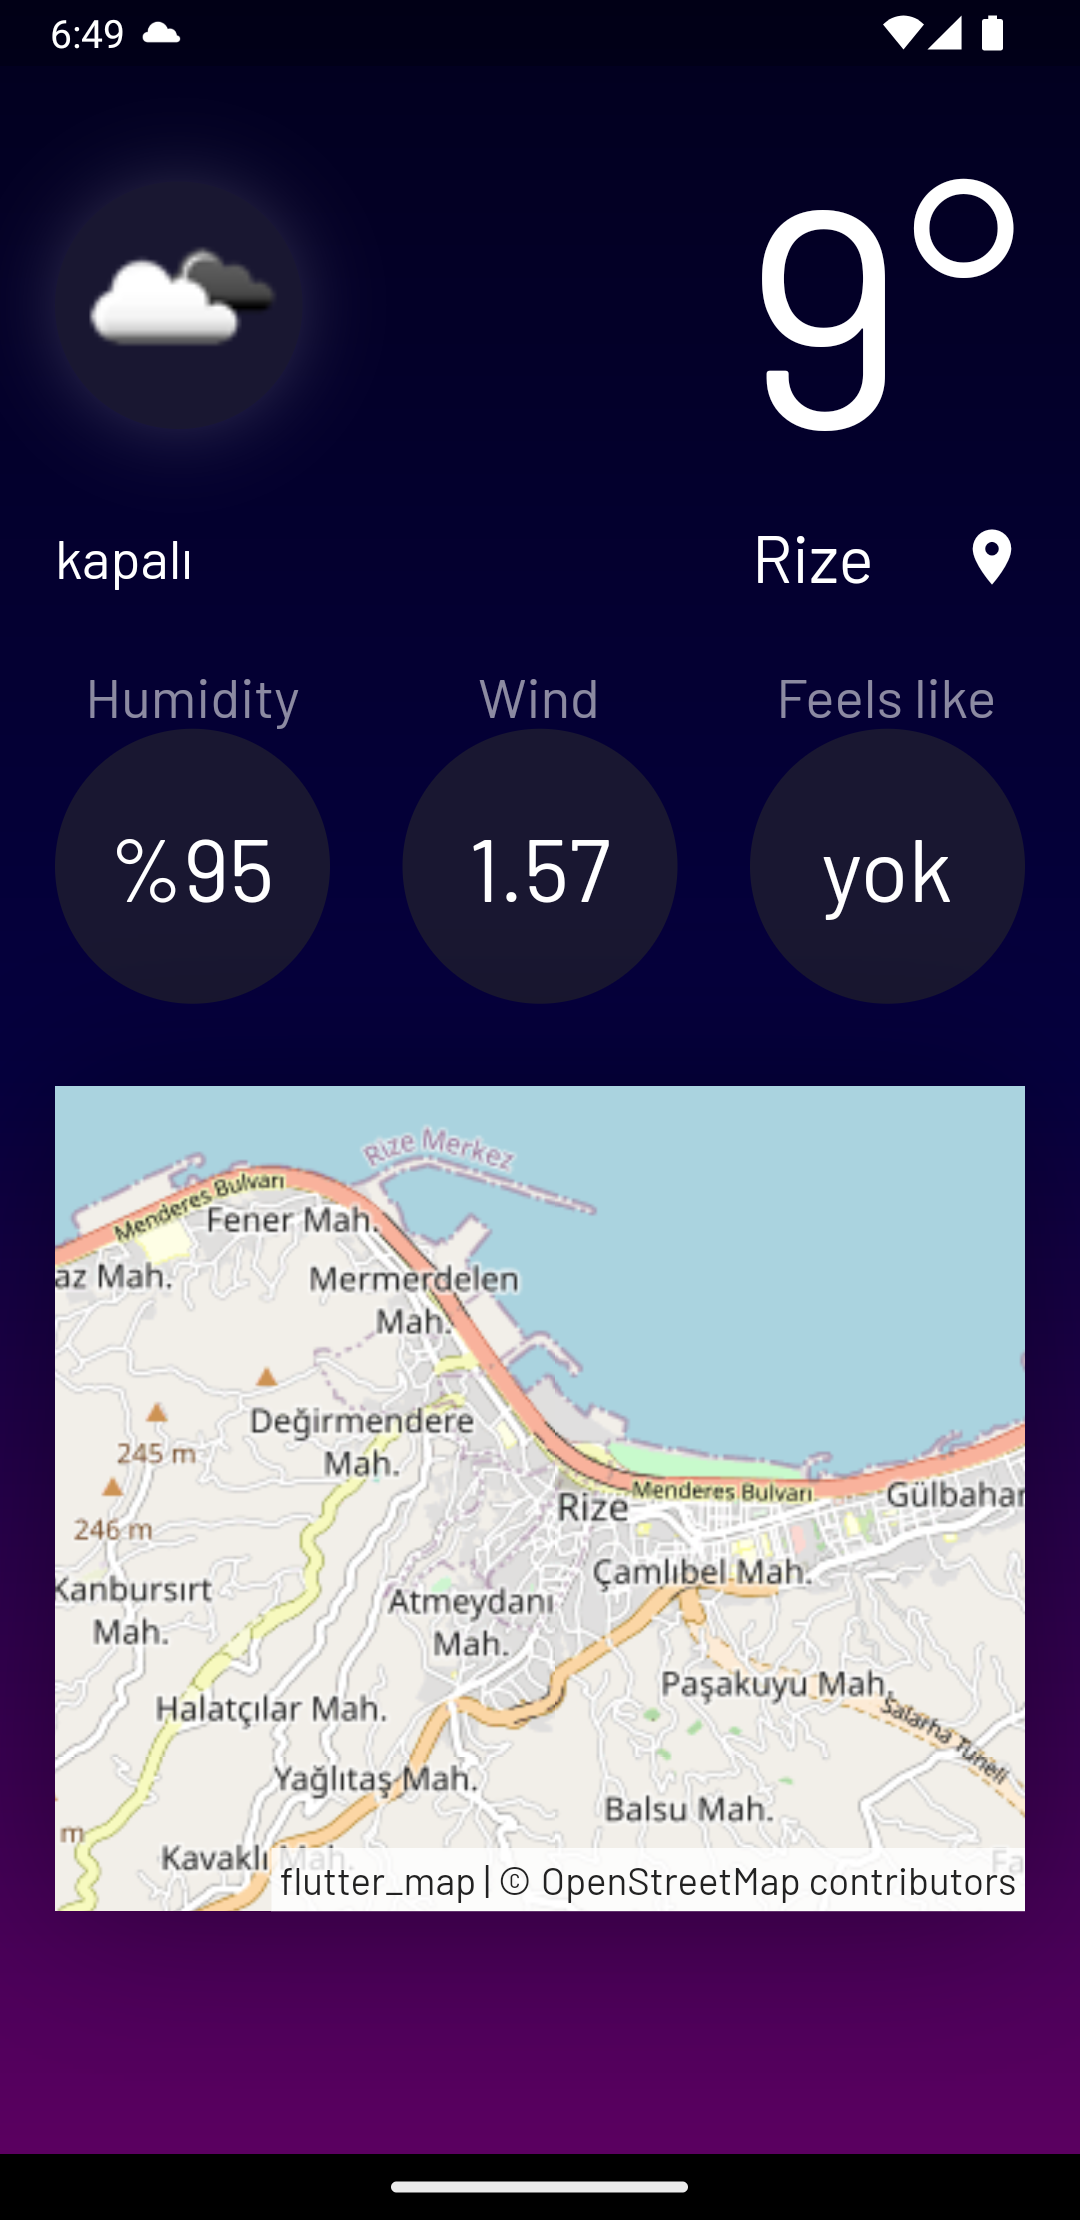 6:49
9°
kapalı
Rize
Humidity
Wind
Feels like
%95
1.57
yok
Rize Merkez
Menderes Bulvarı
Fener Mah.
az Mah.
Mermerdelen
Mah.
Değirmendere
Mah.
245 m
Rize
Menderes Bulvarı
Gülbahar
246 m
Çamlıbel Mah.
Kanbursırt
Mah.
Atmeydanı
Mah.
Paşakuyu Mah.
Halatçılar Mah.
Salarha Tüneli
Yağlıtaş Mah.
Balsu Mah.
m
Kavaklı Mah.
Fa
flutter_map | © OpenStreetMap contributors